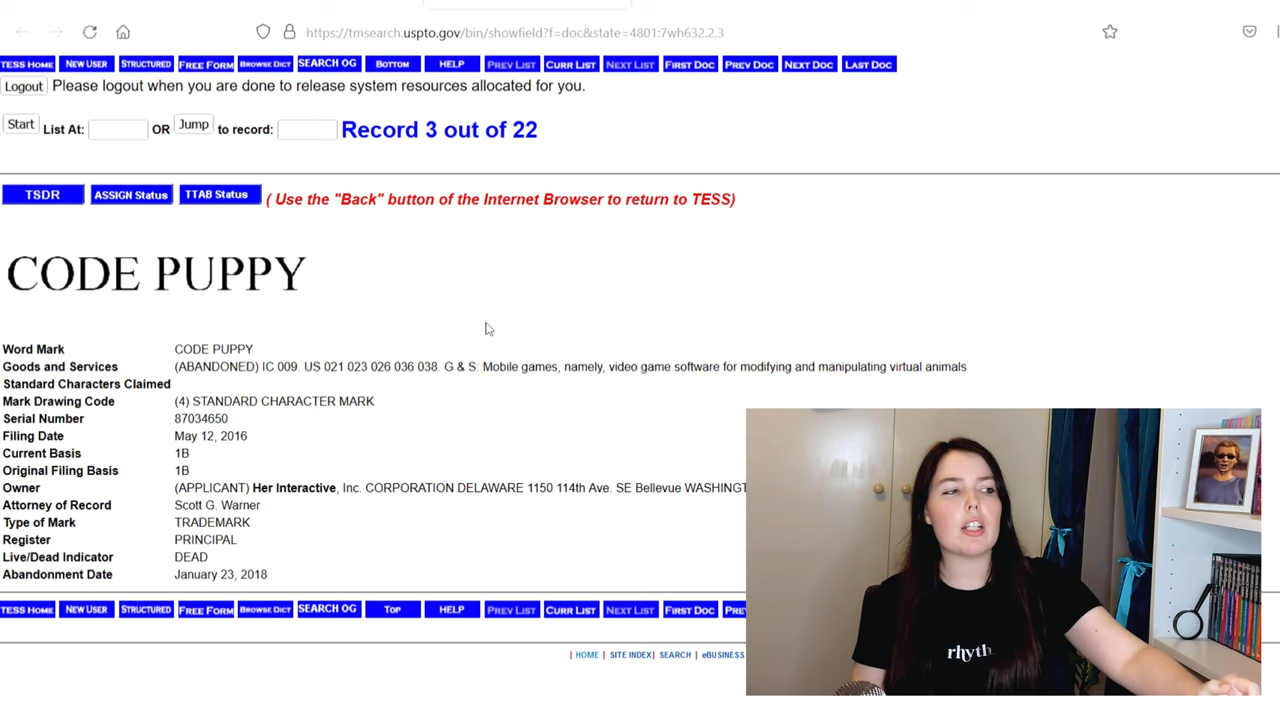 https://tmsearch.uspto.gov/bin/showfield?f=doc&state=4801:7wh632.2.3
TESS HOME NEW USER STRUCTURED FREE FORM BROWSE DICT SEARCH OG BOTTOM HELP PREV LIST CURR LIST NEXT LIST FIRST DOC PREV DOC NEXT DOC LAST DOC
Logout Please logout when you are done to release system resources allocated for you.
Start List At: OR Jump to record: Record 3 out of 22
TSDR ASSIGN Status TTAB Status ( Use the "Back" button of the Internet Browser to return to TESS)
CODE PUPPY
Word Mark CODE PUPPY
Goods and Services (ABANDONED) IC 009. US 021 023 026 036 038. G & S: Mobile games, namely, video game software for modifying and manipulating virtual animals
Standard Characters Claimed
Mark Drawing Code (4) STANDARD CHARACTER MARK
Serial Number 87034650
Filing Date May 12, 2016
Current Basis 1B
Original Filing Basis 1B
Owner (APPLICANT) Her Interactive, Inc. CORPORATION DELAWARE 1150 114th Ave. SE Bellevue WASHINGT
Attorney of Record Scott G. Warner
Type of Mark TRADEMARK
Register PRINCIPAL
Live/Dead Indicator DEAD
Abandonment Date January 23, 2018
TESS HOME NEW USER STRUCTURED FREE FORM BROWSE DICT SEARCH OG TOP HELP PREV LIST CURR LIST NEXT LIST FIRST DOC PRE
| HOME | SITE INDEX| SEARCH | eBUSINESS
rhyth